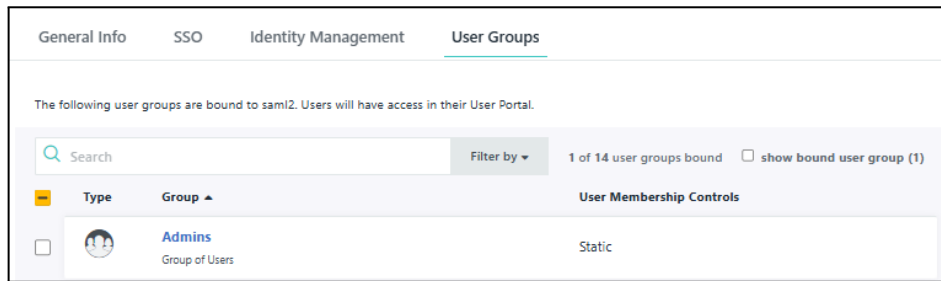 General Info SSO Identity Management User Groups
The following user groups are bound to saml2. Users will have access in their User Portal.
Search Filter by 1 of 14 user groups bound show bound user group (1)
Type Group User Membership Controls
Admins
Group of Users Static